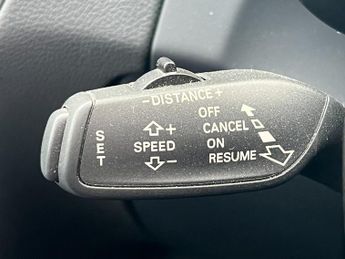 -DISTANCE+
OFF
CANCEL
ON
RESUME
+
SPEED
-
SET